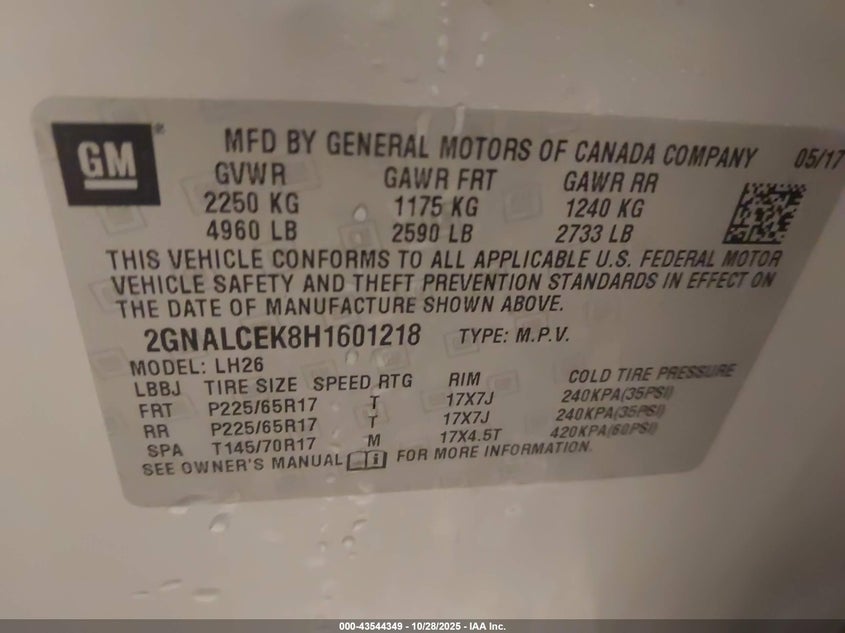 GM ® MFD BY GENERAL MOTORS OF CANADA COMPANY 05/17
GVWR GAWR FRT GAWR RR
2250 KG 1175 KG 1240 KG
4960 LB 2590 LB 2733 LB
THIS VEHICLE CONFORMS TO ALL APPLICABLE U.S. FEDERAL MOTOR
VEHICLE SAFETY AND THEFT PREVENTION STANDARDS IN EFFECT ON
THE DATE OF MANUFACTURE SHOWN ABOVE.
2GNALCEK8H1601218 TYPE: M.P.V.
MODEL: LH26
LBBJ TIRE SIZE SPEED RTG RIM COLD TIRE PRESSURE
FRT P225/65R17 T 17X7J 240KPA(35PSI)
RR P225/65R17 T 17X7J 240KPA(35PSI)
SPA T145/70R17 M 17X4.5T 420KPA(60PSI)
SEE OWNER'S MANUAL FOR MORE INFORMATION.
000-43544349 | 10/28/2025 - IAA Inc.